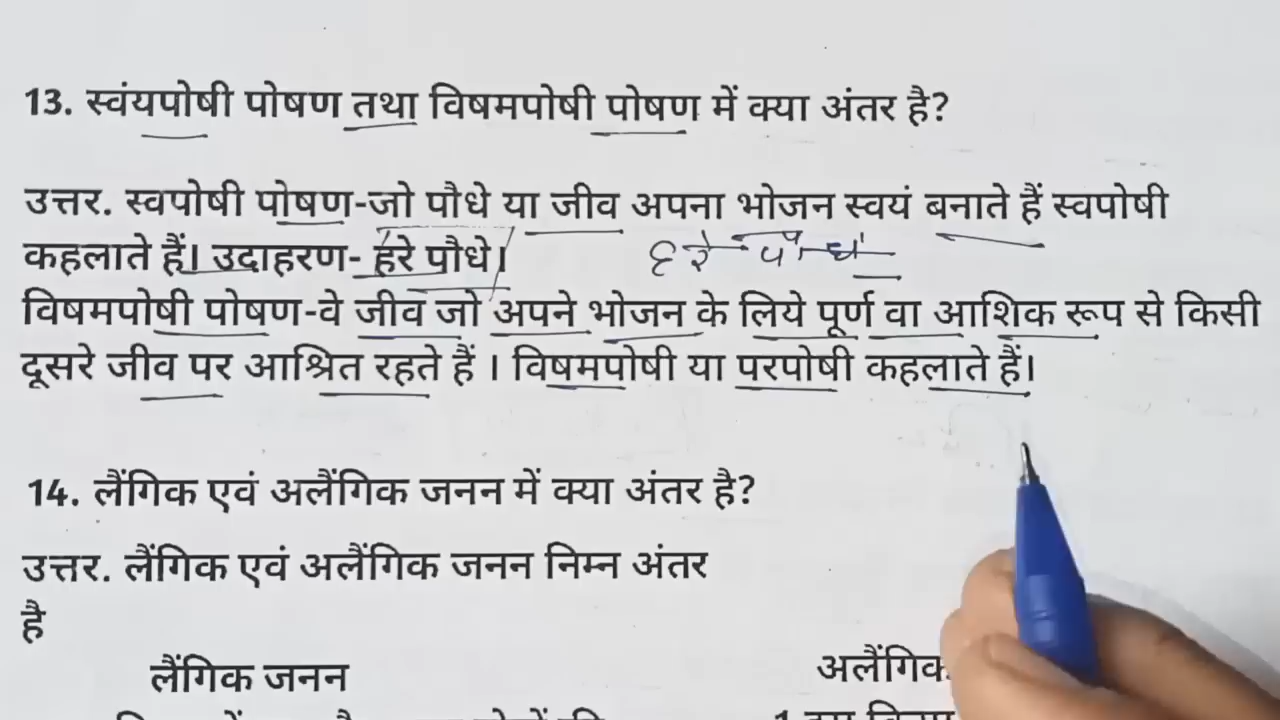 13. स्वंयपोषी पोषण तथा विषमपोषी पोषण में क्या अंतर है?
उत्तर. स्वपोषी पोषण-जो पौधे या जीव अपना भोजन स्वयं बनाते हैं स्वपोषी
कहलाते हैं। उदाहरण- हरे पौधे। हरे पौधे
विषमपोषी पोषण-वे जीव जो अपने भोजन के लिये पूर्ण वा आशिक रूप से किसी
दूसरे जीव पर आश्रित रहते हैं । विषमपोषी या परपोषी कहलाते हैं।
14. लैंगिक एवं अलैंगिक जनन में क्या अंतर है?
उत्तर. लैंगिक एवं अलैंगिक जनन निम्न अंतर
है
लैंगिक जनन अलैंगिक